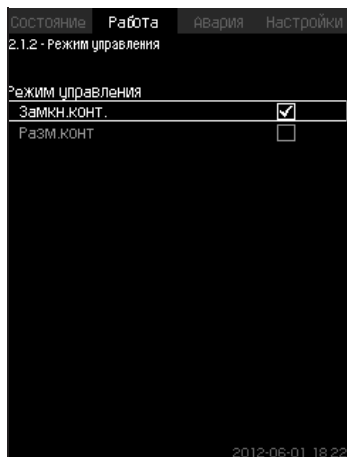 Состояние Работа Авария Настройки
2.1.2 - Режим управления
Режим управления
Замкн.конт.
Разм.конт
2012-06-01 18:22